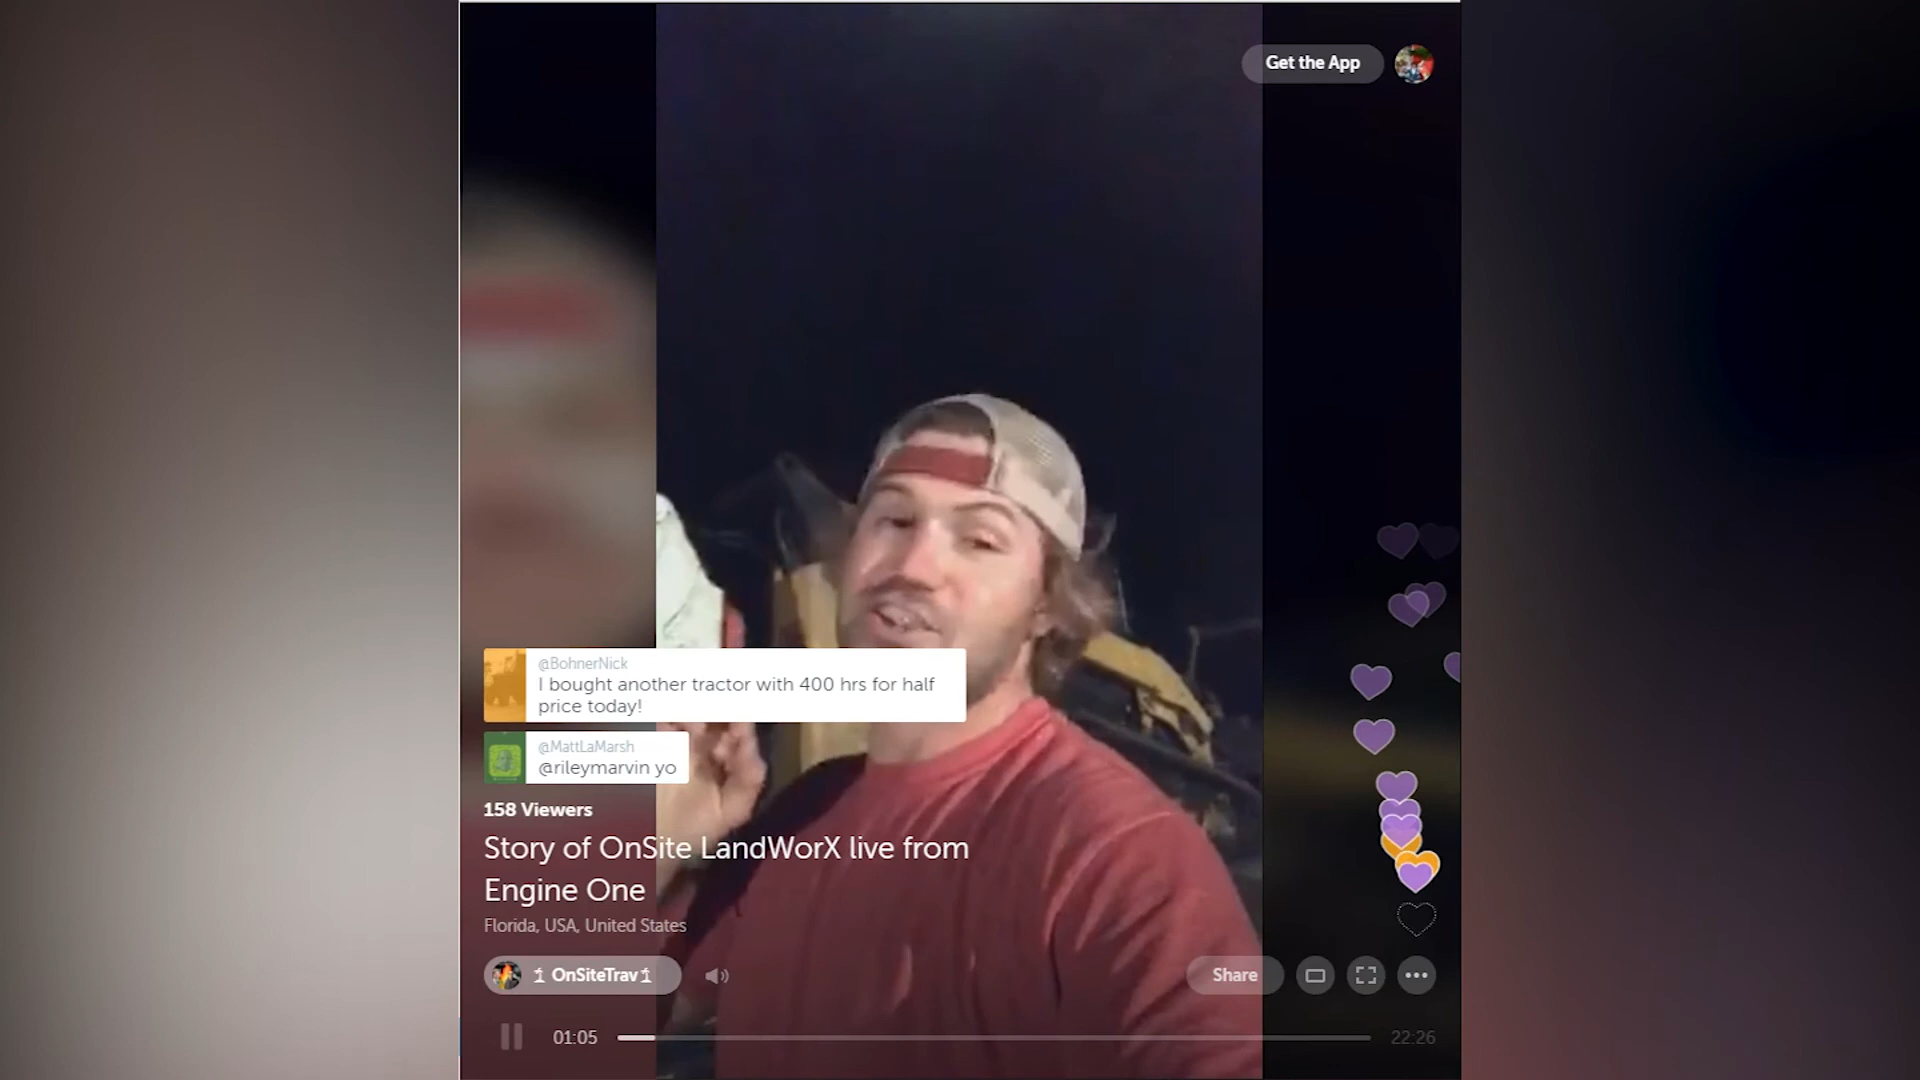 Get the App
@BohnerNick
I bought another tractor with 400 hrs for half
price today!
@MattLaMarsh
@rileymarvin yo
158 Viewers
Story of OnSite LandWorX live from
Engine One
Florida, USA, United States
OnSiteTrav
Share
01:05
22:26